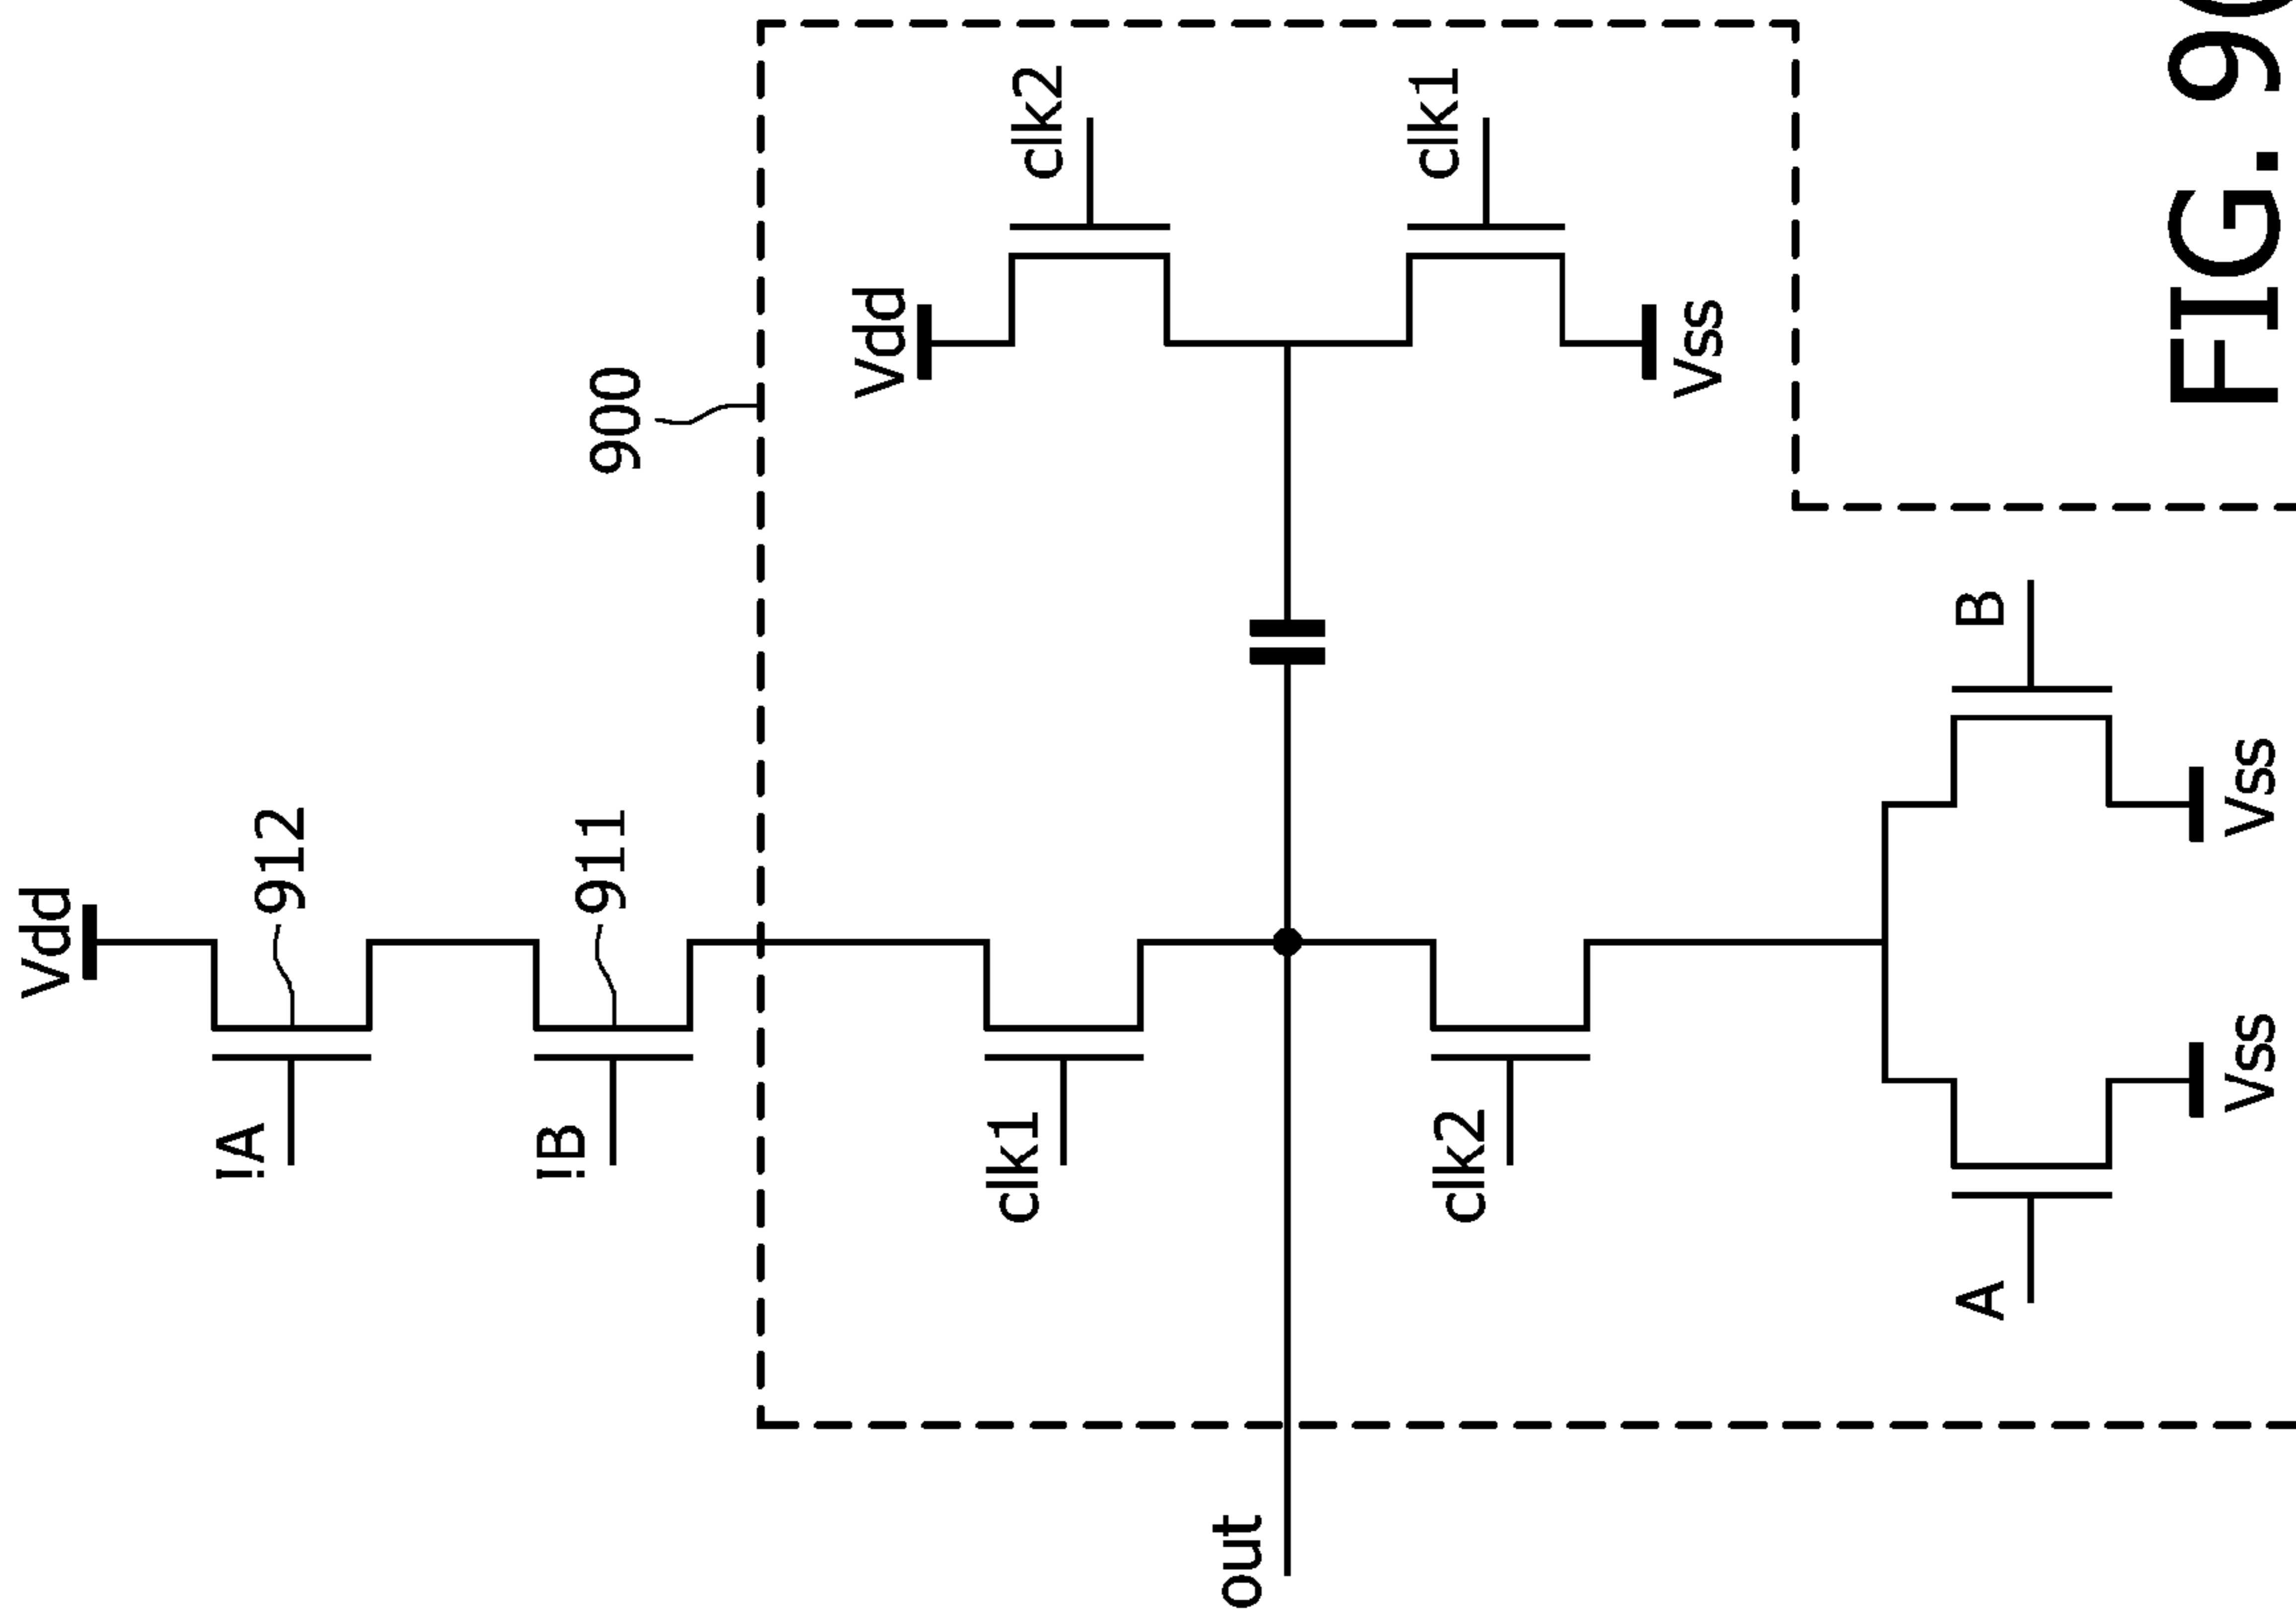 Vdd
!A
912
!B
911
900
clk1
Vdd
clk2
out
clk2
clk1
Vss
A
B
Vss
Vss
FIG. 9